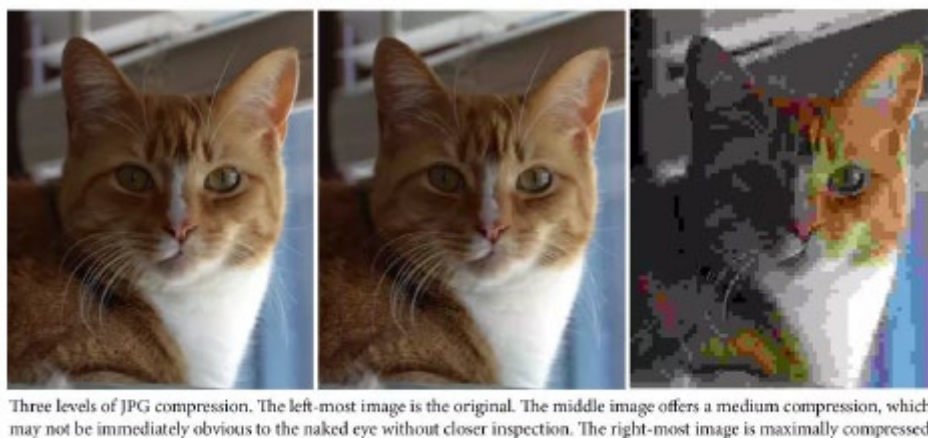 Three levels of JPG compression. The left-most image is the original. The middle image offers a medium compression, which
may not be immediately obvious to the naked eye without closer inspection. The right-most image is maximally compressed